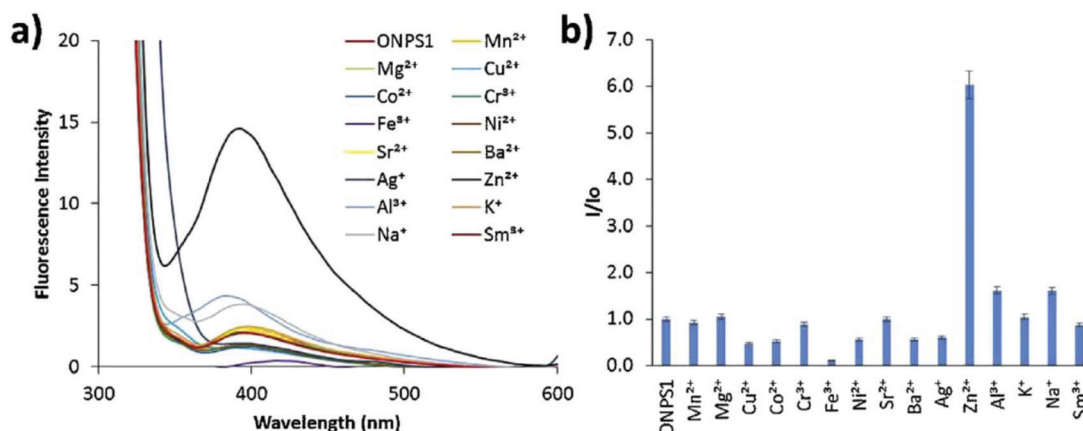 a)
20
15
10
5
0
Fluorescence Intensity
300 400 500 600
Wavelength (nm)
ONPS1 Mn²⁺
Mg²⁺ Cu²⁺
Co²⁺ Cr³⁺
Fe³⁺ Ni²⁺
Sr²⁺ Ba²⁺
Ag⁺ Zn²⁺
Al³⁺ K⁺
Na⁺ Sm³⁺
b)
7.0
6.0
5.0
4.0
3.0
2.0
1.0
0.0
I/Io
ONPS1 Mn²⁺ Mg²⁺ Cu²⁺ Co²⁺ Cr³⁺ Fe³⁺ Ni²⁺ Sr²⁺ Ba²⁺ Ag⁺ Zn²⁺ Al³⁺ K⁺ Na⁺ Sm³⁺